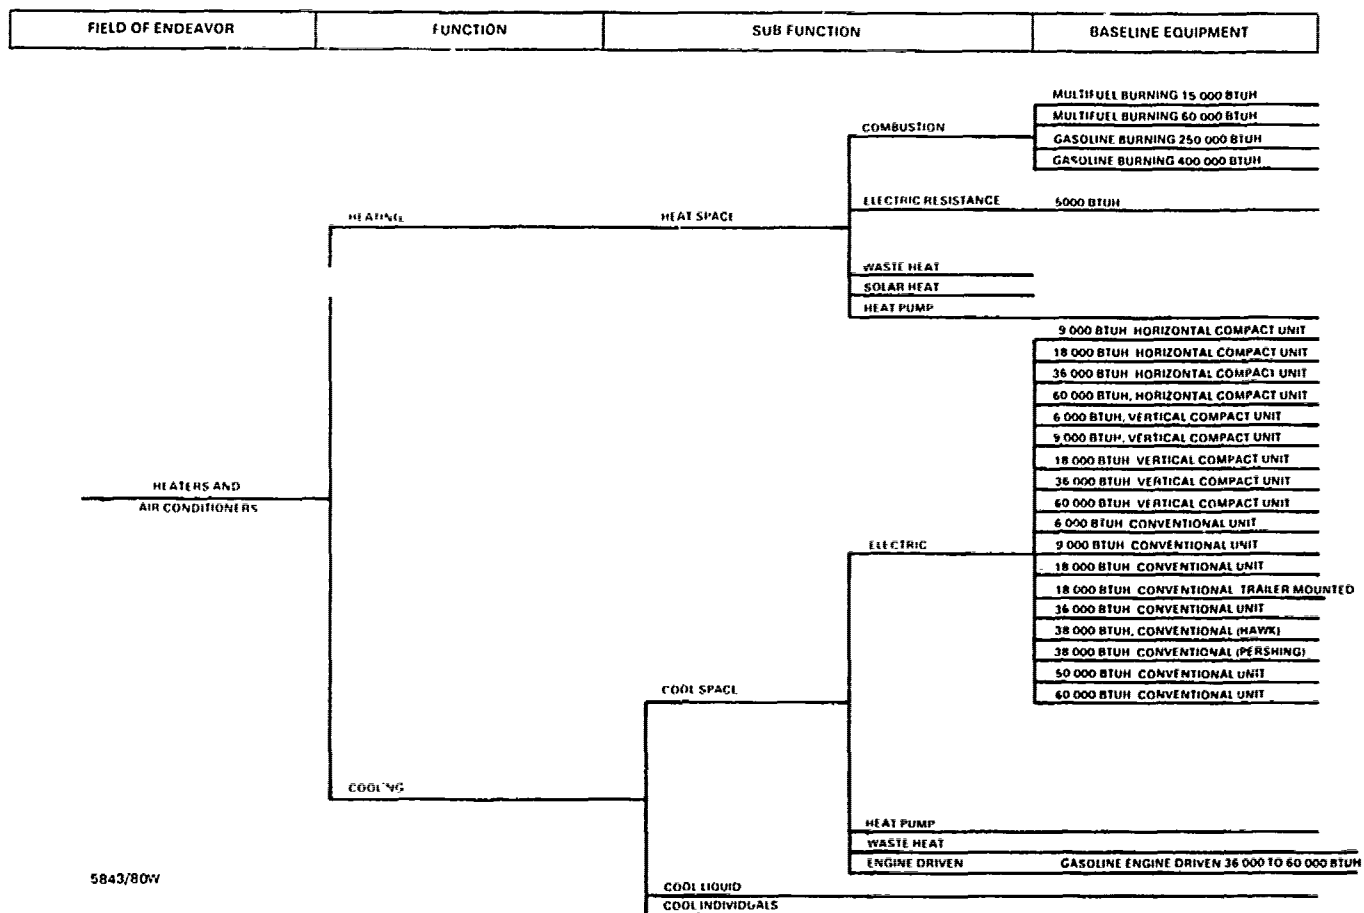 FIELD OF ENDEAVOR FUNCTION SUB FUNCTION BASELINE EQUIPMENT
MULTIFUEL BURNING 15 000 BTUH
COMBUSTION MULTIFUEL BURNING 60 000 BTUH
GASOLINE BURNING 250 000 BTUH
GASOLINE BURNING 400 000 BTUH
ELECTRIC RESISTANCE 5000 BTUH
HEATING HEAT SPACE
WASTE HEAT
SOLAR HEAT
HEAT PUMP
9 000 BTUH HORIZONTAL COMPACT UNIT
18 000 BTUH HORIZONTAL COMPACT UNIT
36 000 BTUH HORIZONTAL COMPACT UNIT
60 000 BTUH, HORIZONTAL COMPACT UNIT
6 000 BTUH, VERTICAL COMPACT UNIT
9 000 BTUH, VERTICAL COMPACT UNIT
18 000 BTUH VERTICAL COMPACT UNIT
36 000 BTUH VERTICAL COMPACT UNIT
60 000 BTUH VERTICAL COMPACT UNIT
HEATERS AND
AIR CONDITIONERS
6 000 BTUH CONVENTIONAL UNIT
ELECTRIC 9 000 BTUH CONVENTIONAL UNIT
18 000 BTUH CONVENTIONAL UNIT
18 000 BTUH CONVENTIONAL TRAILER MOUNTED
36 000 BTUH CONVENTIONAL UNIT
38 000 BTUH, CONVENTIONAL (HAWK)
38 000 BTUH CONVENTIONAL (PERSHING)
50 000 BTUH CONVENTIONAL UNIT
60 000 BTUH CONVENTIONAL UNIT
COOL SPACE
COOLING
HEAT PUMP
WASTE HEAT
ENGINE DRIVEN GASOLINE ENGINE DRIVEN 36 000 TO 60 000 BTUH
5843/80W
COOL LIQUID
COOL INDIVIDUALS